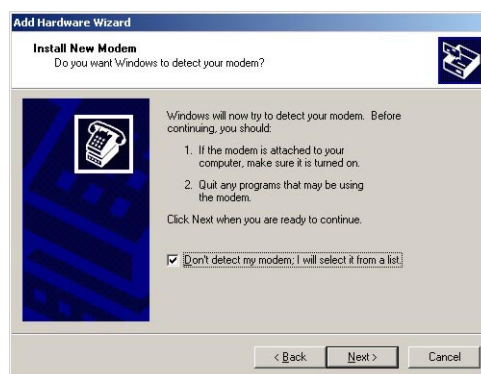 Add Hardware Wizard
Install New Modem
Do you want Windows to detect your modem?
Windows will now try to detect your modem. Before
continuing, you should:
1. If the modem is attached to your
computer, make sure it is turned on.
2. Quit any programs that may be using
the modem.
Click Next when you are ready to continue.
Don't detect my modem; I will select it from a list.
< Back Next > Cancel